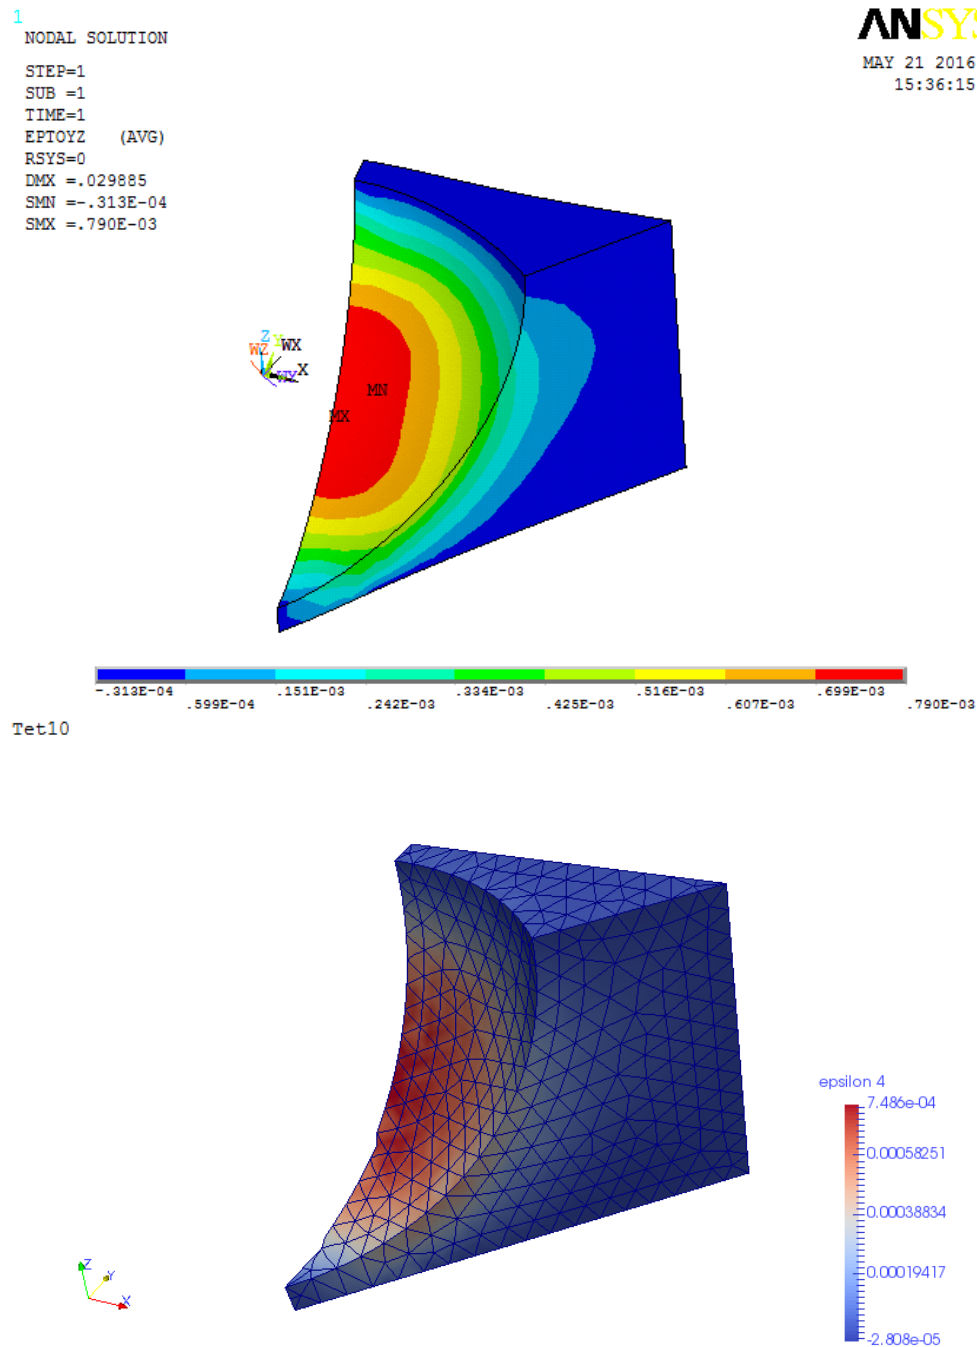 1
NODAL SOLUTION
ANSYS
MAY 21 2016
15:36:15
STEP=1
SUB =1
TIME=1
EPTOYZ (AVG)
RSYS=0
DMX =.029885
SMN =-.313E-04
SMX =.790E-03
Z Y
WZ WX
X
WY
MN
MX
-.313E-04 .151E-03 .334E-03 .516E-03 .699E-03
.599E-04 .242E-03 .425E-03 .607E-03 .790E-03
Tet10
epsilon 4
7.486e-04
0.00058251
0.00038834
0.00019417
-2.808e-05
Z
Y
X